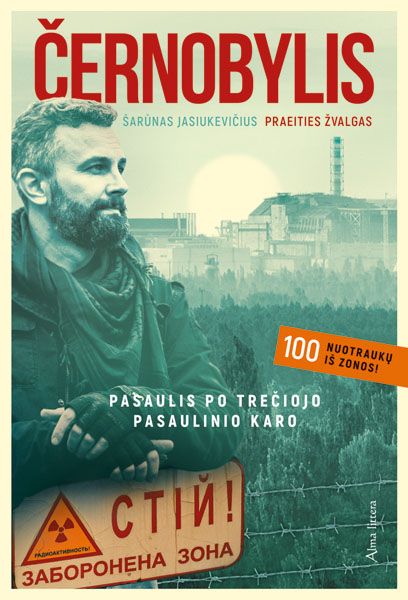 ČERNOBYLIS
ŠARŪNAS JASIUKEVIČIUS PRAEITIES ŽVALGAS
100 NUOTRAUKŲ
IŠ ZONOS!
PASAULIS PO TREČIOJO
PASAULINIO KARO
СТІЙ!
РАДИОАКТИВНОСТЬ!
ЗАБОРОНЕНА ЗОНА
Alma littera